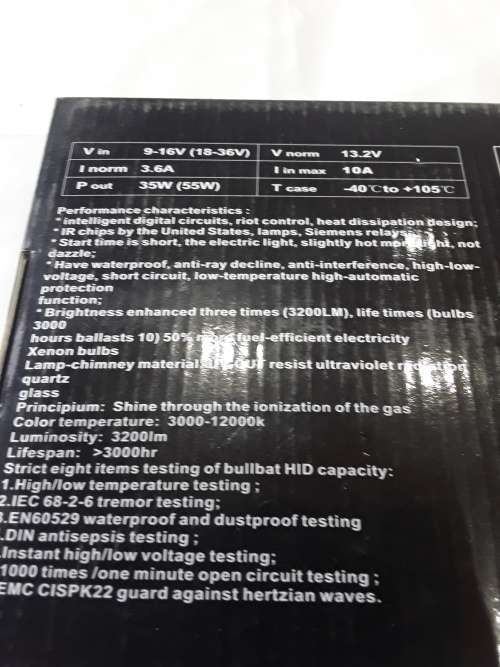 V in 9-16V (18-36V) V norm 13.2V
I norm 3.6A I in max 10A
P out 35W (55W) T case -40℃ to +105℃
Performance characteristics :
* intelligent digital circuits, riot control, heat dissipation design;
* IR chips by the United States, lamps, Siemens relays;
* Start time is short, the electric light, slightly hot more light, not
dazzle;
* Have waterproof, anti-ray decline, anti-interference, high-low-
voltage, short circuit, low-temperature high-automatic
protection
function;
* Brightness enhanced three times (3200LM), life times (bulbs
3000
hours ballasts 10) 50% more fuel-efficient electricity
Xenon bulbs
Lamp-chimney material: resist ultraviolet radiation
quartz
glass
Principium: Shine through the ionization of the gas
Color temperature: 3000-12000k
Luminosity: 3200lm
Lifespan: >3000hr
Strict eight items testing of bullbat HID capacity:
1.High/low temperature testing ;
2.IEC 68-2-6 tremor testing;
3.EN60529 waterproof and dustproof testing
.DIN antisepsis testing ;
.Instant high/low voltage testing;
1000 times /one minute open circuit testing ;
EMC CISPK22 guard against hertzian waves.